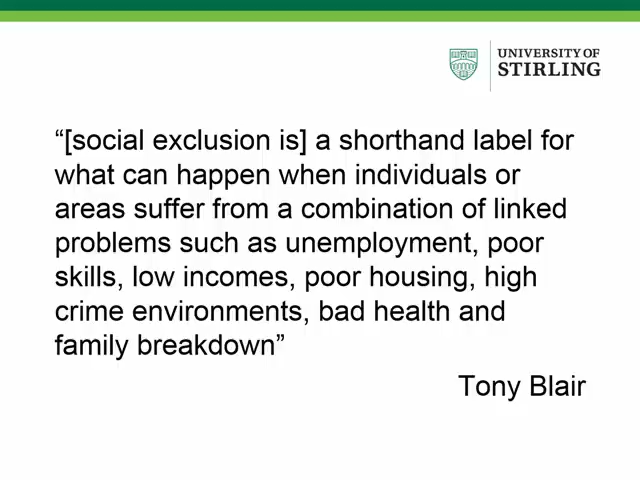 UNIVERSITY OF
STIRLING
“[social exclusion is] a shorthand label for
what can happen when individuals or
areas suffer from a combination of linked
problems such as unemployment, poor
skills, low incomes, poor housing, high
crime environments, bad health and
family breakdown”
Tony Blair